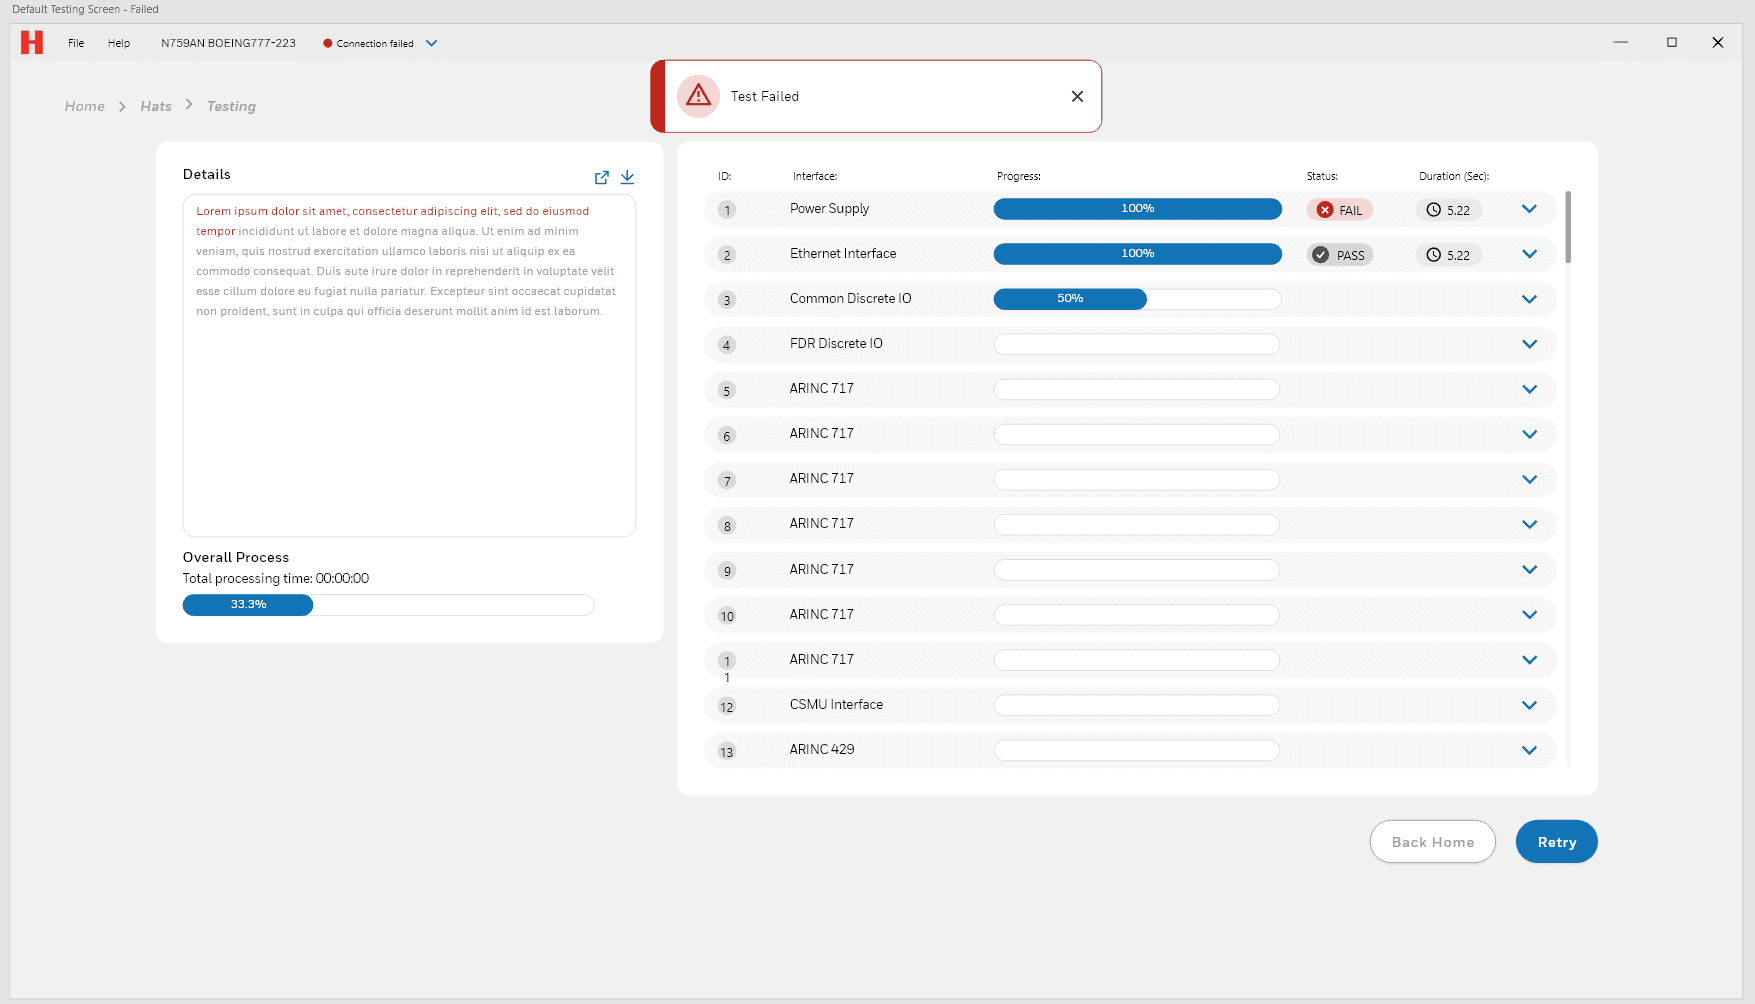 Default Testing Screen - Failed
H File Help N759AN BOEING777-223 Connection failed
Test Failed
Home Hats Testing
Details
Lorem ipsum dolor sit amet, consectetur adipiscing elit, sed do eiusmod
tempor incididunt ut labore et dolore magna aliqua. Ut enim ad minim
veniam, quis nostrud exercitation ullamco laboris nisi ut aliquip ex ea
commodo consequat. Duis aute irure dolor in reprehenderit in voluptate velit
esse cillum dolore eu fugiat nulla pariatur. Excepteur sint occaecat cupidatat
non proident, sunt in culpa qui officia deserunt mollit anim id est laborum.
Overall Process
Total processing time: 00:00:00
33.3%
ID: Interface: Progress: Status: Duration (Sec):
1 Power Supply 100% FAIL 5.22
2 Ethernet Interface 100% PASS 5.22
3 Common Discrete IO 50%
4 FDR Discrete IO
5 ARINC 717
6 ARINC 717
7 ARINC 717
8 ARINC 717
9 ARINC 717
10 ARINC 717
1 ARINC 717
1
12 CSMU Interface
13 ARINC 429
Back Home Retry